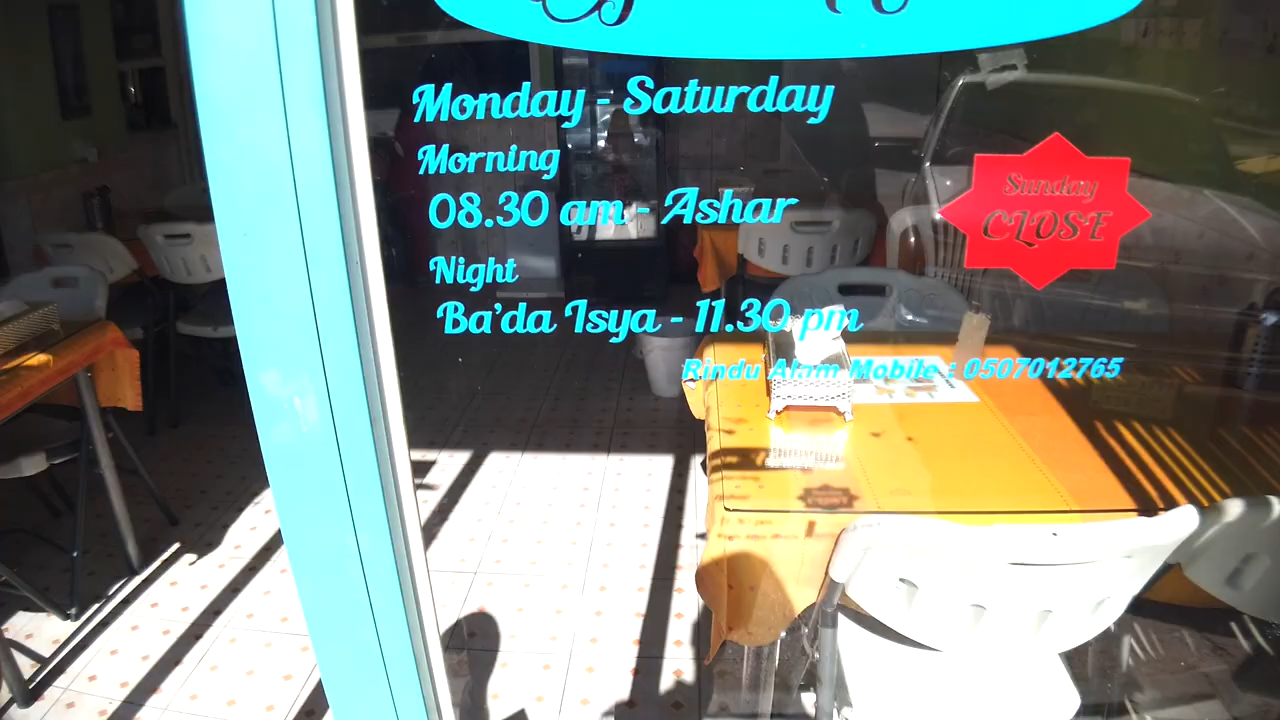 Monday - Saturday
Morning
08.30 am - Ashar
Night
Ba'da Isya - 11.30 pm
Rindu Alam Mobile : 0507012765
Sunday
CLOSE